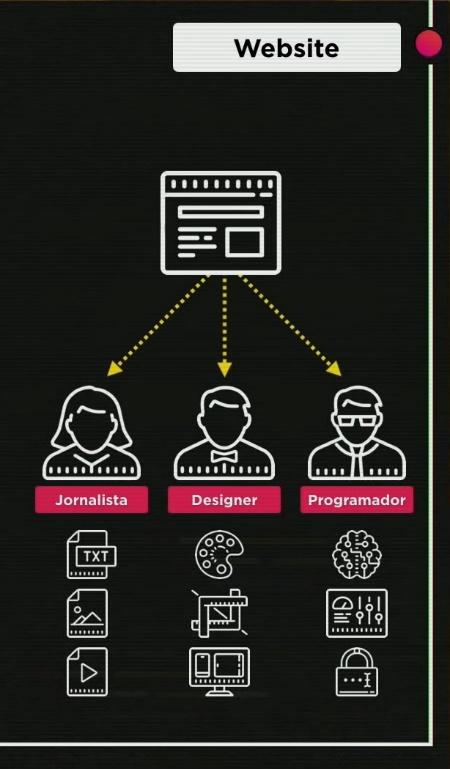 Website
Jornalista
Designer
Programador
TXT